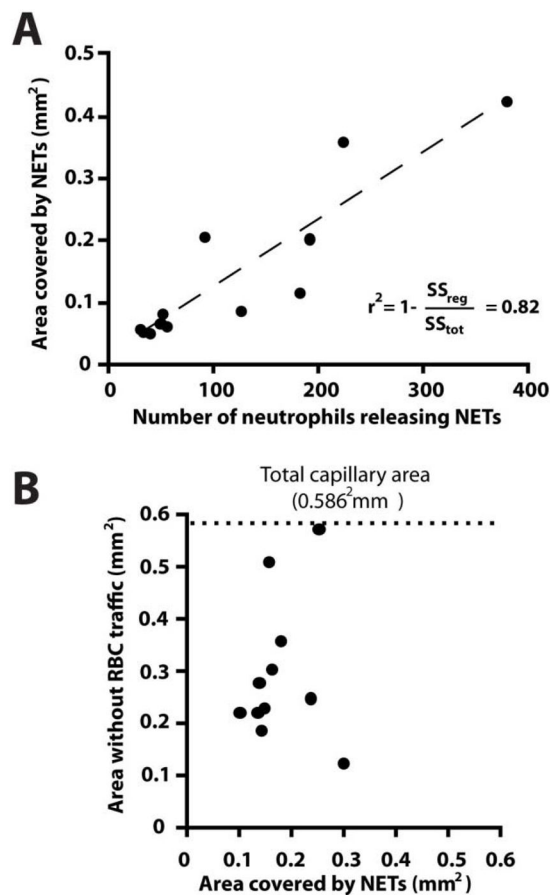 A
Area covered by NETs (mm²)
0.5
0.4
0.3
0.2
0.1
0
0 100 200 300 400
r² = 1- SSreg / SStot = 0.82
Number of neutrophils releasing NETs
B
Total capillary area
(0.586²mm )
Area without RBC traffic (mm²)
0.6
0.5
0.4
0.3
0.2
0.1
0
0 0.1 0.2 0.3 0.4 0.5 0.6
Area covered by NETs (mm²)